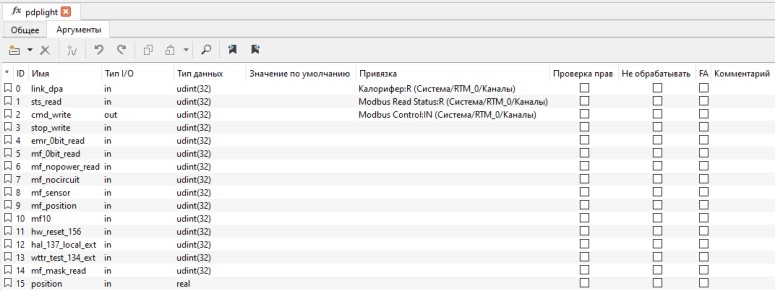 fx pdplight
Общее Аргументы
* ID Имя Тип I/O Тип данных Значение по умолчанию Привязка Проверка прав Не обрабатывать FA Комментарий
0 link_dpa in udint(32) Калорифер:R (Система/RTM_0/Каналы)
1 sts_read in udint(32) Modbus Read Status:R (Система/RTM_0/Каналы)
2 cmd_write out udint(32) Modbus Control:IN (Система/RTM_0/Каналы)
3 stop_write in udint(32)
4 emr_0bit_read in udint(32)
5 mf_0bit_read in udint(32)
6 mf_nopower_read in udint(32)
7 mf_nocircuit in udint(32)
8 mf_sensor in udint(32)
9 mf_position in udint(32)
10 mf10 in udint(32)
11 hw_reset_156 in udint(32)
12 hal_137_local_ext in udint(32)
13 wttr_test_134_ext in udint(32)
14 mf_mask_read in udint(32)
15 position in real